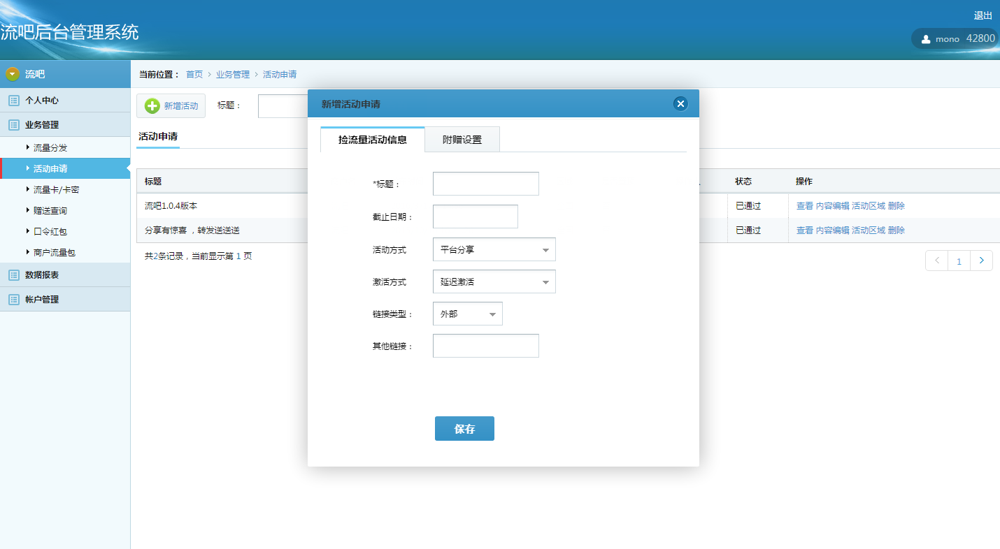 退出
流吧后台管理系统
mono 42800
流吧
当前位置： 首页 > 业务管理 > 活动申请
个人中心
业务管理
流量分发
活动申请
流量卡/卡密
赠送查询
口令红包
商户流量包
数据报表
帐户管理
新增活动 标题：
活动申请
标题 状态 操作
流吧1.0.4版本 已通过 查看 内容编辑 活动区域 删除
分享有惊喜 ，转发送送送 已通过 查看 内容编辑 活动区域 删除
共2条记录，当前显示第 1 页
< 1 >
新增活动申请
捡流量活动信息 附赠设置
*标题：
截止日期：
活动方式 平台分享
激活方式 延迟激活
链接类型： 外部
其他链接：
保存